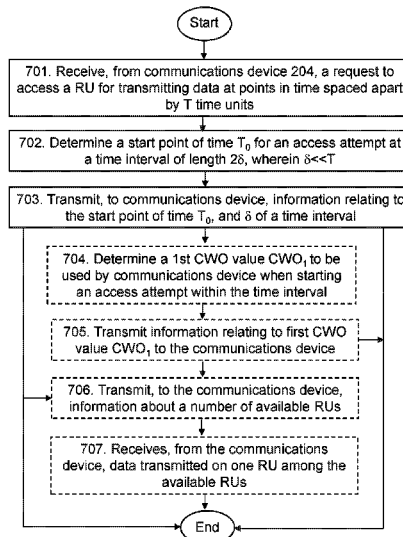 Start
701. Receive, from communications device 204, a request to
access a RU for transmitting data at points in time spaced apart
by T time units
702. Determine a start point of time T₀ for an access attempt at
a time interval of length 2δ, wherein δ<<T
703. Transmit, to communications device, information relating to
the start point of time T₀, and δ of a time interval
704. Determine a 1st CWO value CWO₁ to be
used by communications device when starting
an access attempt within the time interval
705. Transmit information relating to first CWO
value CWO₁ to the communications device
706. Transmit, to the communications device,
information about a number of available RUs
707. Receives, from the communications
device, data transmitted on one RU among the
available RUs
End